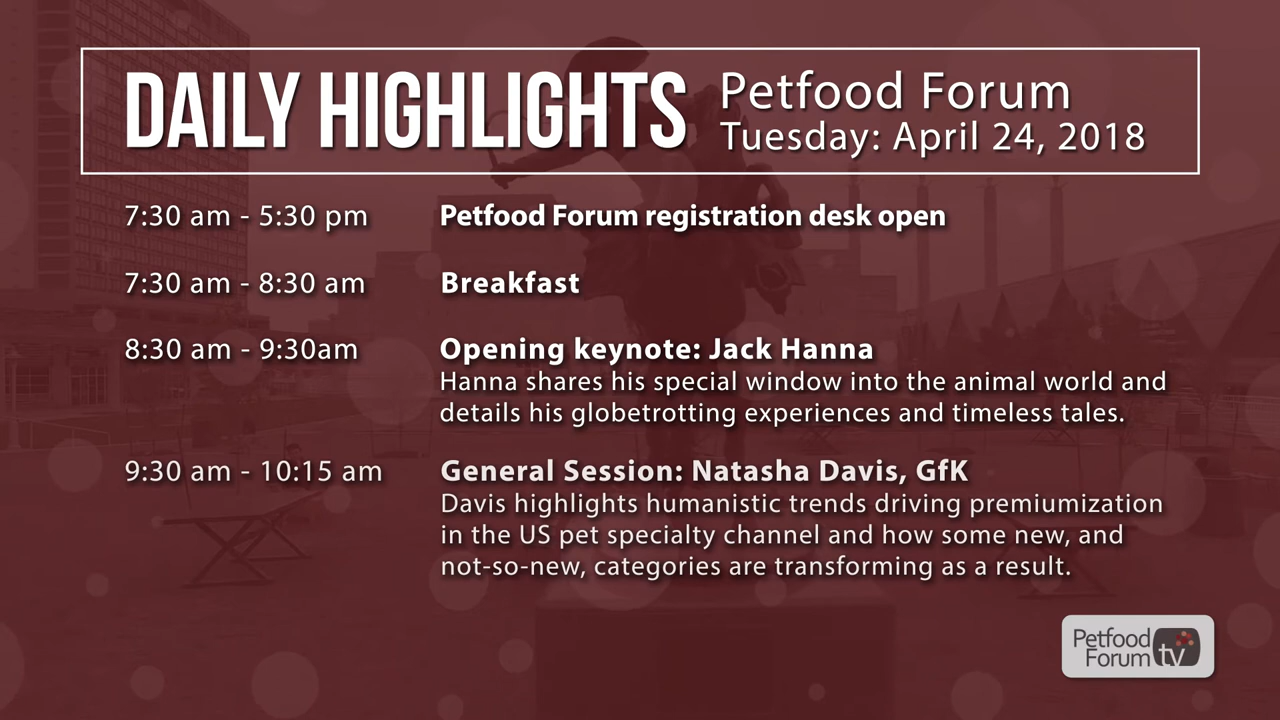 DAILY HIGHLIGHTS
Petfood Forum
Tuesday: April 24, 2018
7:30 am - 5:30 pm Petfood Forum registration desk open
7:30 am - 8:30 am Breakfast
8:30 am - 9:30am Opening keynote: Jack Hanna
Hanna shares his special window into the animal world and
details his globetrotting experiences and timeless tales.
9:30 am - 10:15 am General Session: Natasha Davis, GfK
Davis highlights humanistic trends driving premiumization
in the US pet specialty channel and how some new, and
not-so-new, categories are transforming as a result.
Petfood
Forum tv